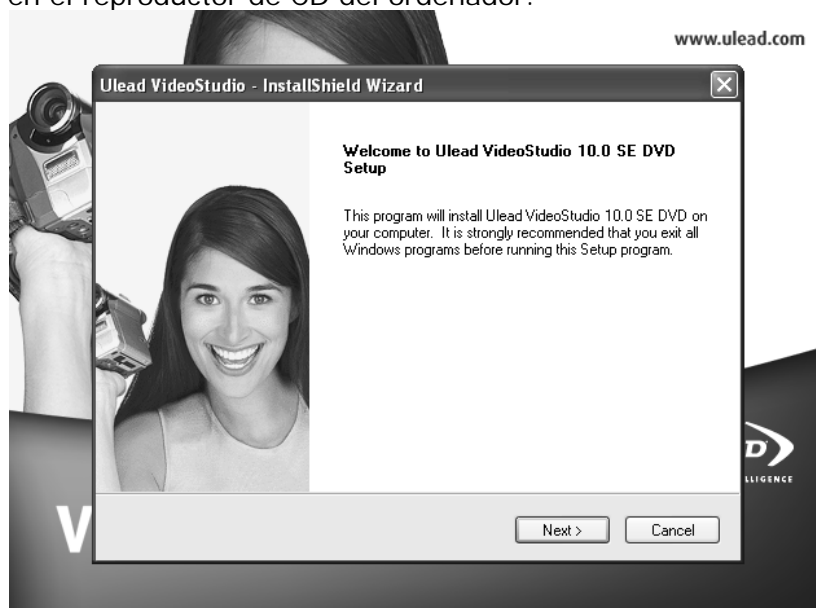 en el reproductor de CD del ordenador.
www.ulead.com
Ulead VideoStudio - InstallShield Wizard
Welcome to Ulead VideoStudio 10.0 SE DVD
Setup
This program will install Ulead VideoStudio 10.0 SE DVD on
your computer. It is strongly recommended that you exit all
Windows programs before running this Setup program.
D
LLIGENCE
V
Next >
Cancel